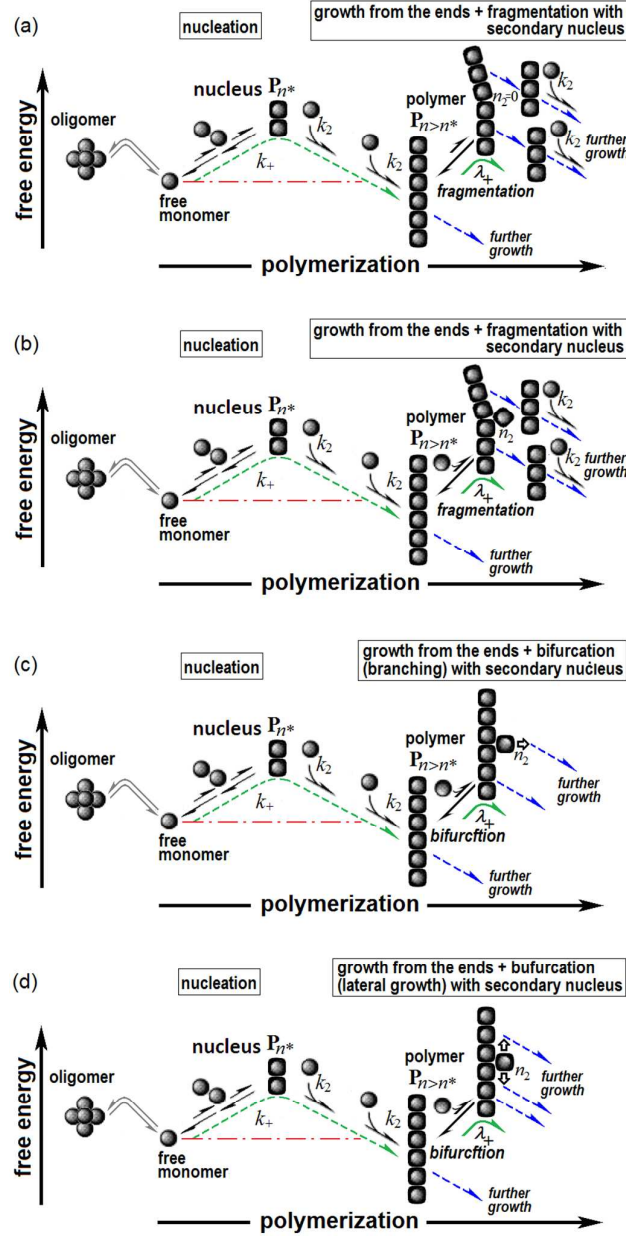 (a)
nucleation
growth from the ends + fragmentation with
secondary nucleus
free energy
oligomer
free
monomer
nucleus Pn*
k+
k2
k2
polymer
Pn>n*
n2=0
k2
k2
further
growth
λ+
fragmentation
further
growth
polymerization
(b)
nucleation
growth from the ends + fragmentation with
secondary nucleus
free energy
oligomer
free
monomer
nucleus Pn*
k+
k2
k2
polymer
Pn>n*
n2
k2
k2
further
growth
λ+
fragmentation
further
growth
polymerization
(c)
nucleation
growth from the ends + bifurcation
(branching) with secondary nucleus
free energy
oligomer
free
monomer
nucleus Pn*
k+
k2
k2
polymer
Pn>n*
n2
further
growth
λ+
bifurcftion
further
growth
polymerization
(d)
nucleation
growth from the ends + bufurcation
(lateral growth) with secondary nucleus
free energy
oligomer
free
monomer
nucleus Pn*
k+
k2
k2
polymer
Pn>n*
n2
further
growth
λ+
bifurcftion
further
growth
polymerization